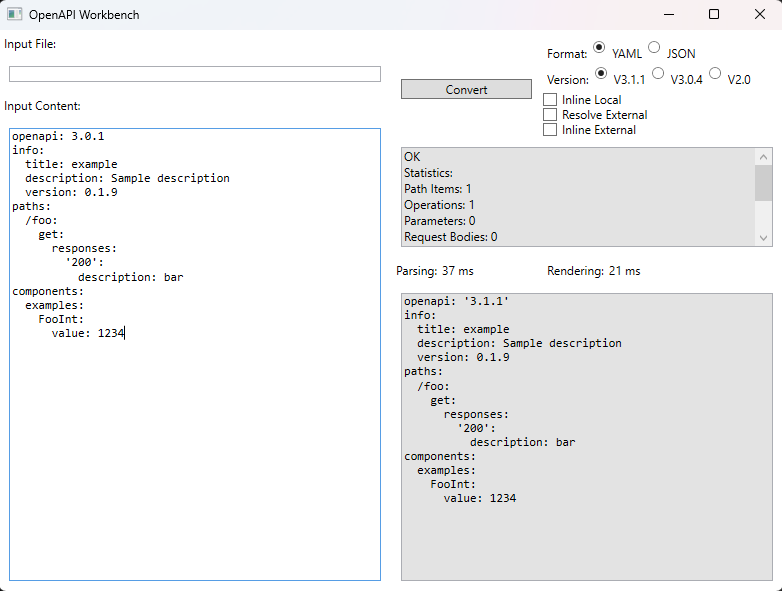 OpenAPI Workbench
Input File:
Input Content:
openapi: 3.0.1
info:
  title: example
  description: Sample description
  version: 0.1.9
paths:
  /foo:
    get:
      responses:
        '200':
          description: bar
components:
  examples:
    FooInt:
      value: 1234
Convert
Format: YAML JSON
Version: V3.1.1 V3.0.4 V2.0
Inline Local
Resolve External
Inline External
OK
Statistics:
Path Items: 1
Operations: 1
Parameters: 0
Request Bodies: 0
Parsing: 37 ms Rendering: 21 ms
openapi: '3.1.1'
info:
  title: example
  description: Sample description
  version: 0.1.9
paths:
  /foo:
    get:
      responses:
        '200':
          description: bar
components:
  examples:
    FooInt:
      value: 1234